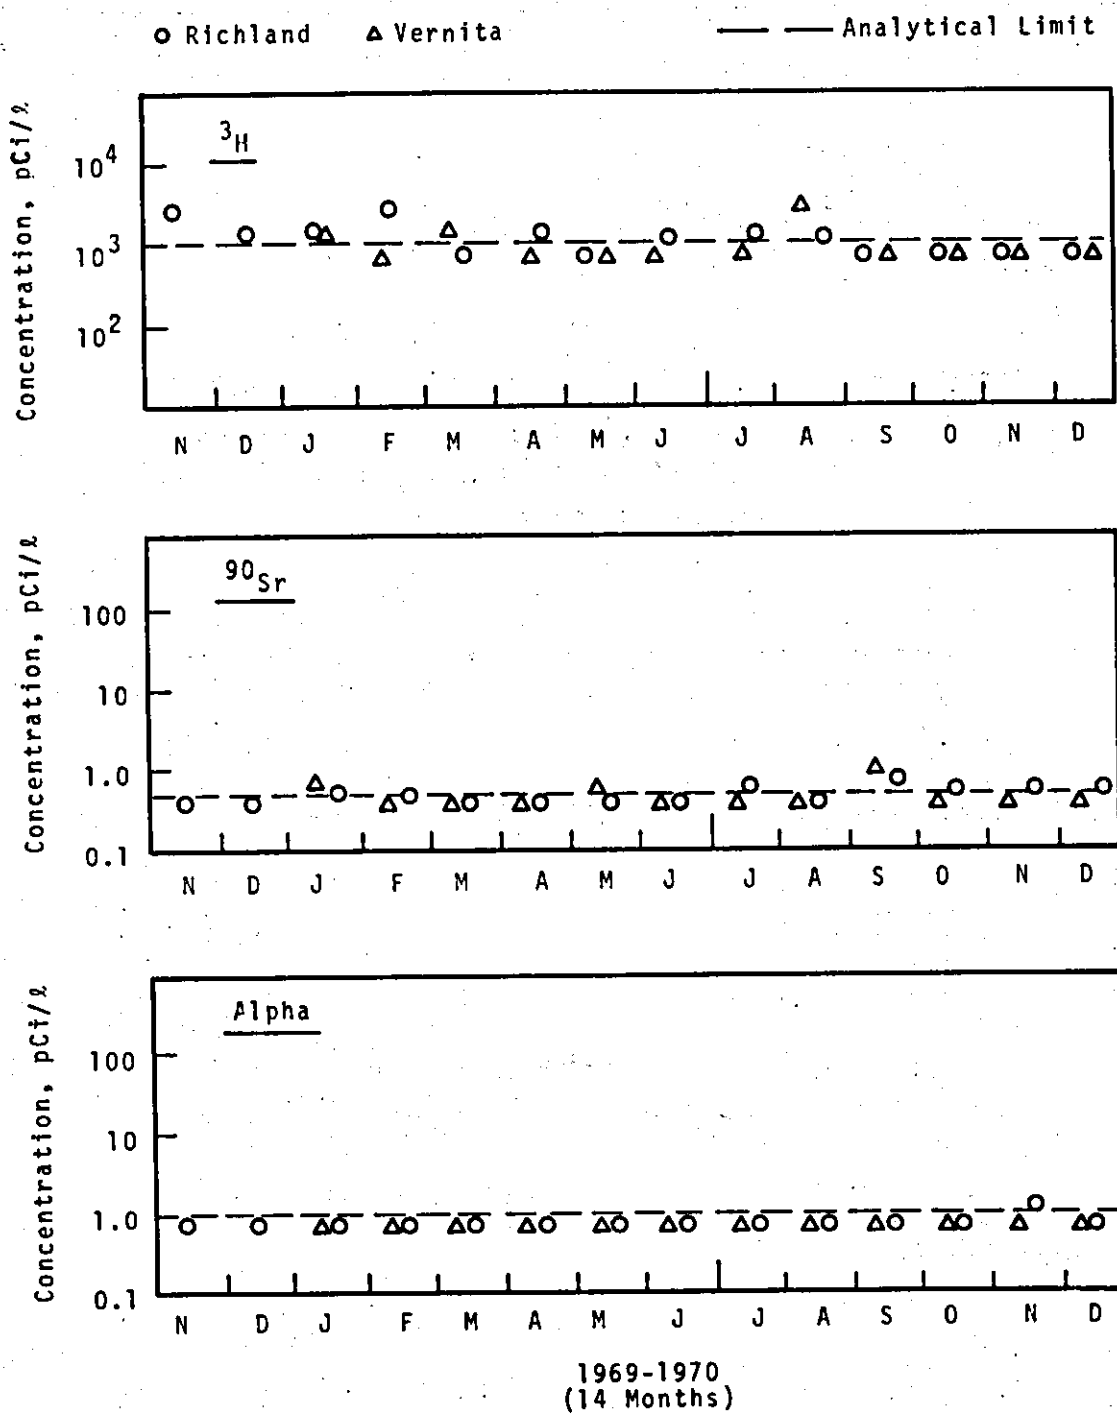 ○ Richland △ Vernita — — Analytical Limit
Concentration, pCi/ℓ
³H
10⁴
10³
10²
N D J F M A M J J A S O N D
Concentration, pCi/ℓ
⁹⁰Sr
100
10
1.0
0.1
N D J F M A M J J A S O N D
Concentration, pCi/ℓ
Alpha
100
10
1.0
0.1
N D J F M A M J J A S O N D
1969-1970
(14 Months)